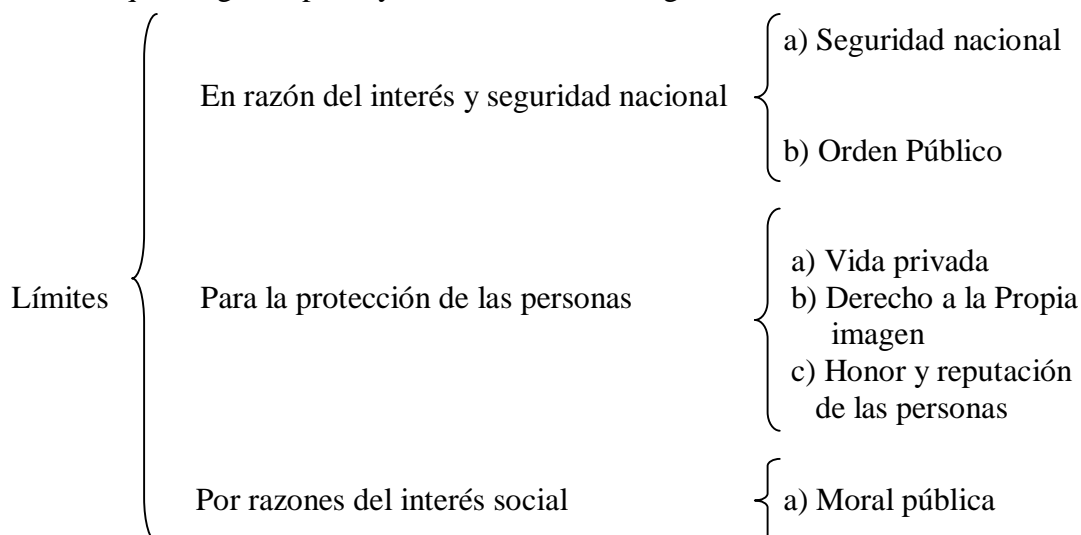 a) Seguridad nacional
En razón del interés y seguridad nacional
b) Orden Público
a) Vida privada
Límites
Para la protección de las personas
b) Derecho a la Propia
imagen
c) Honor y reputación
de las personas
Por razones del interés social
a) Moral pública